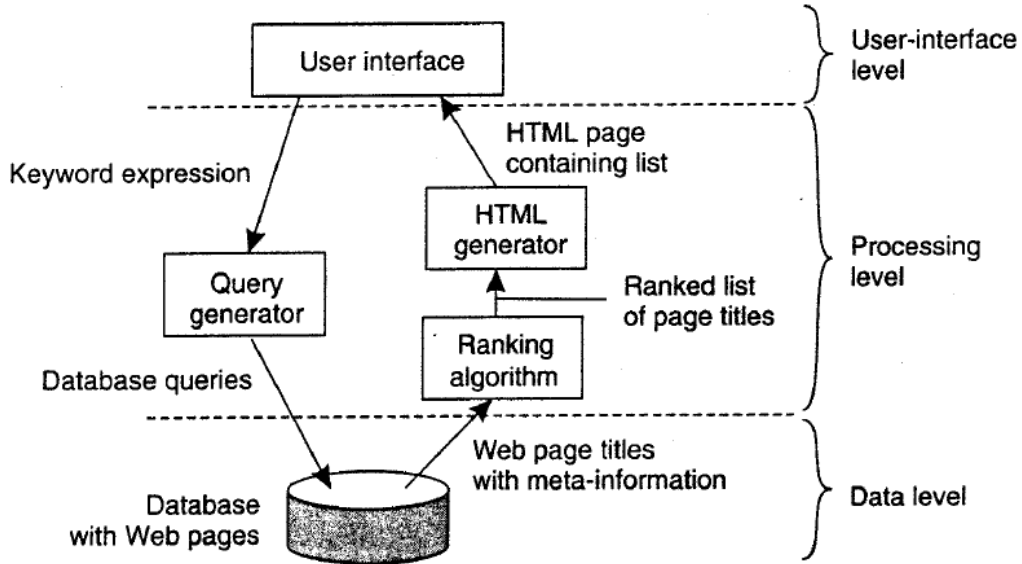 User interface
User-interface
level
Keyword expression
HTML page
containing list
HTML
generator
Processing
level
Query
generator
Ranked list
of page titles
Ranking
algorithm
Database queries
Web page titles
with meta-information
Data level
Database
with Web pages